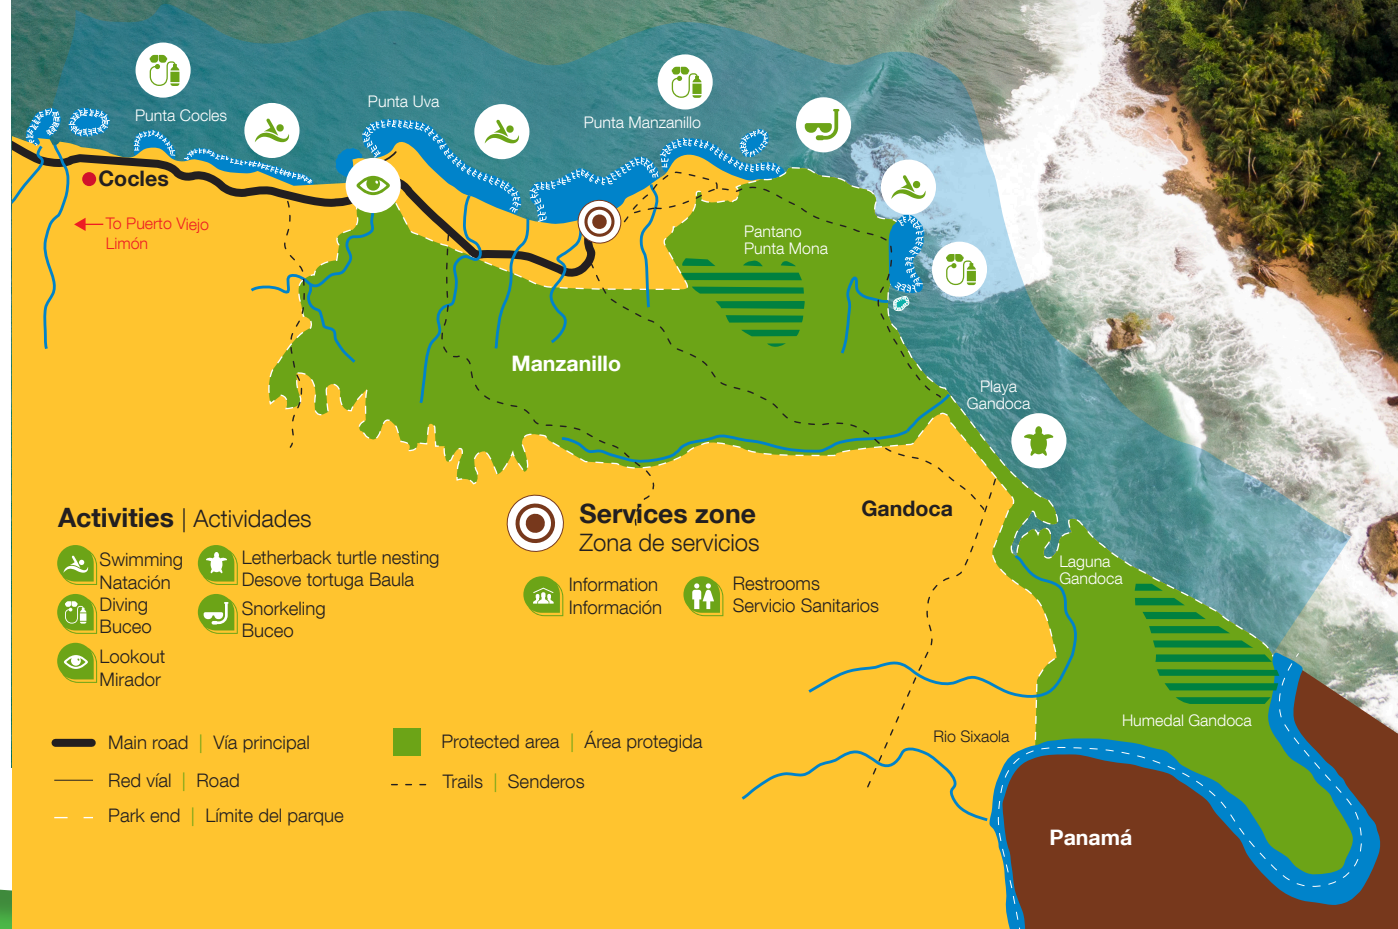 Punta Cocles
Punta Uva
Punta Manzanillo
Cocles
To Puerto Viejo
Limón
Pantano
Punta Mona
Manzanillo
Playa
Gandoca
Gandoca
Laguna
Gandoca
Humedal Gandoca
Rio Sixaola
Panamá
Activities | Actividades
Swimming
Natación
Diving
Buceo
Lookout
Mirador
Letherback turtle nesting
Desove tortuga Baula
Snorkeling
Buceo
Services zone
Zona de servicios
Information
Información
Restrooms
Servicio Sanitarios
Main road | Vía principal
Red víal | Road
Park end | Límite del parque
Protected area | Área protegida
Trails | Senderos